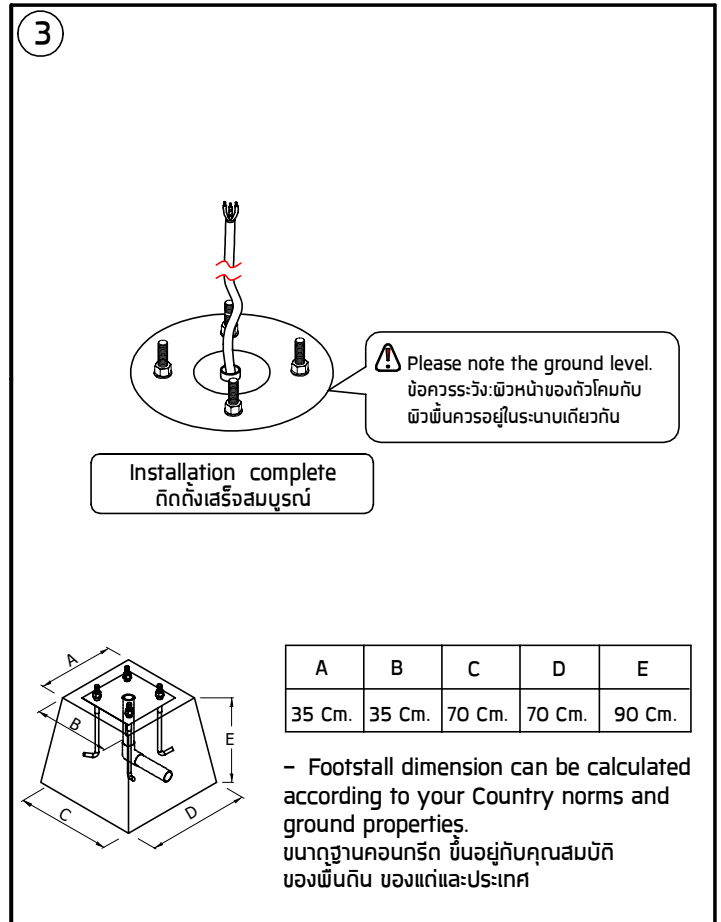 3
Please note the ground level.
ข้อควรระวัง:ผิวหน้าของตัวโคมกับ
ผิวพื้นควรอยู่ในระนาบเดียวกัน
Installation complete
ติดตั้งเสร็จสมบูรณ์
A
B
E
C
D
A B C D E
35 Cm. 35 Cm. 70 Cm. 70 Cm. 90 Cm.
– Footstall dimension can be calculated
according to your Country norms and
ground properties.
ขนาดฐานคอนกรีต ขึ้นอยู่กับคุณสมบัติ
ของพื้นดิน ของแต่และประเทศ